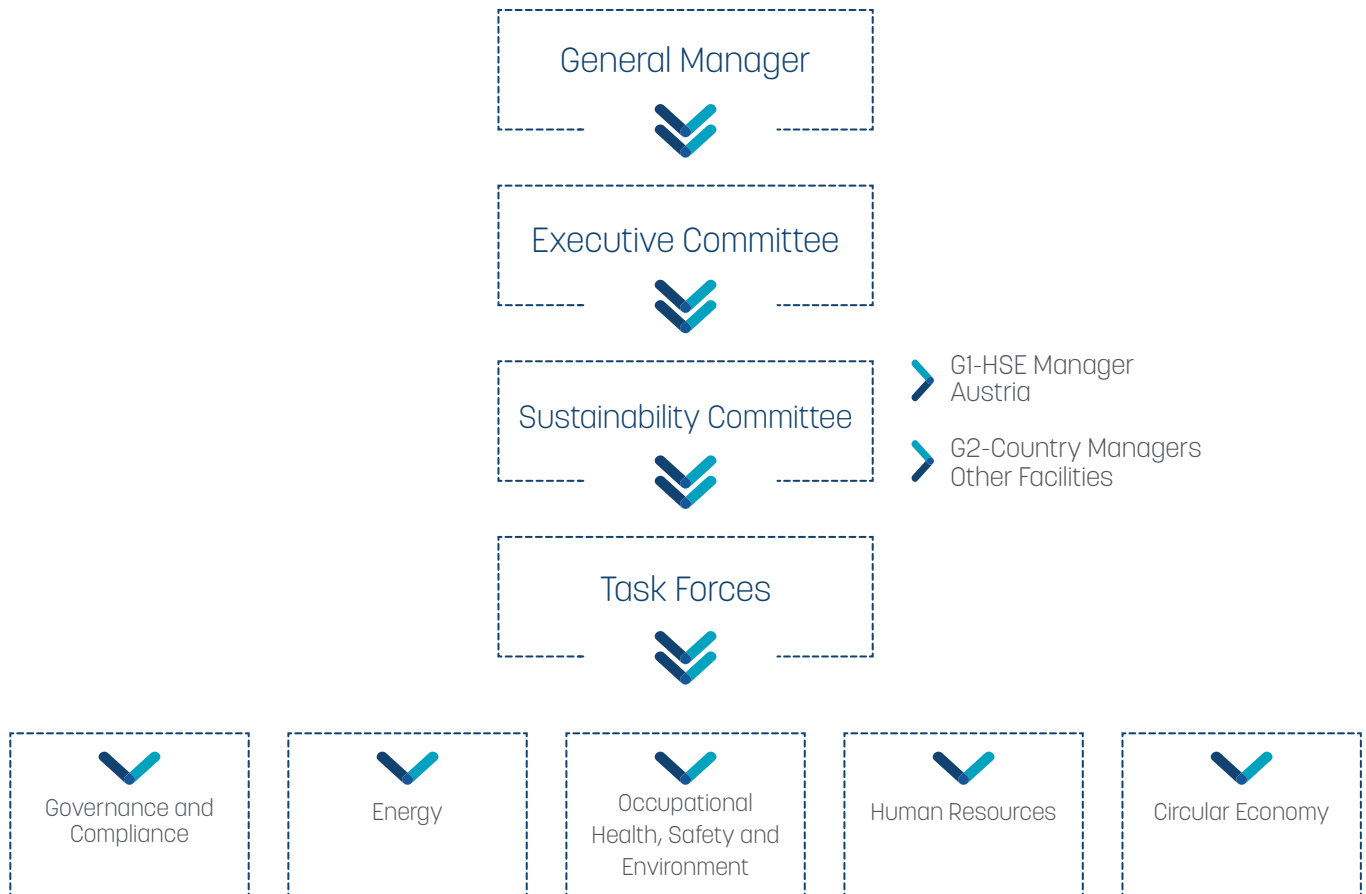 General Manager
Executive Committee
Sustainability Committee
G1-HSE Manager
Austria
G2-Country Managers
Other Facilities
Task Forces
Governance and
Compliance
Energy
Occupational
Health, Safety and
Environment
Human Resources
Circular Economy